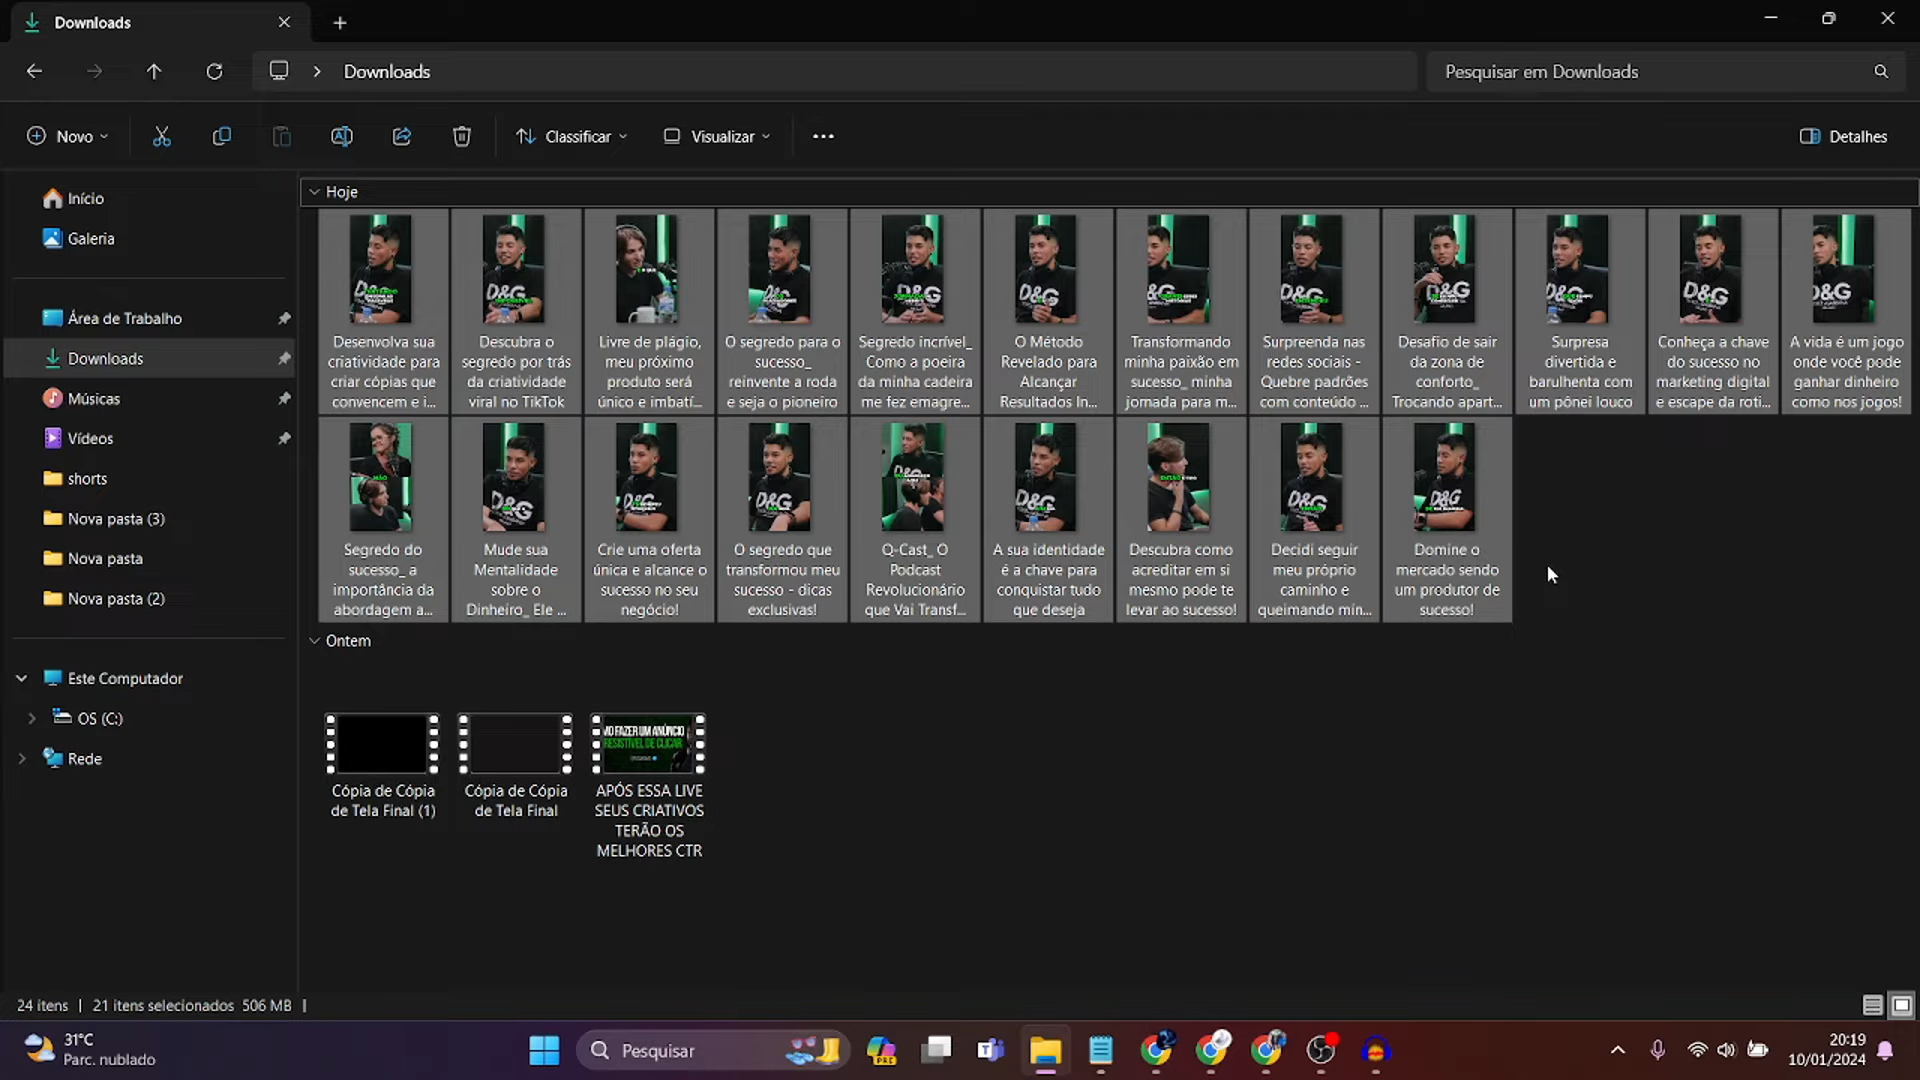 Downloads
Downloads
Pesquisar em Downloads
Novo
Classificar
Visualizar
Detalhes
Início
Galeria
Área de Trabalho
Downloads
Músicas
Vídeos
shorts
Nova pasta (3)
Nova pasta
Nova pasta (2)
Este Computador
OS (C:)
Rede
Hoje
Desenvolva sua
criatividade para
criar cópias que
convencem e i...
Descubra o
segredo por trás
da criatividade
viral no TikTok
Livre de plágio,
meu próximo
produto será
único e imbatí...
O segredo para o
sucesso_
reinvente a roda
e seja o pioneiro
Segredo incrível_
Como a poeira
da minha cadeira
me fez emagre...
O Método
Revelado para
Alcançar
Resultados In...
Transformando
minha paixão em
sucesso_ minha
jornada para m...
Surpreenda nas
redes sociais -
Quebre padrões
com conteúdo ...
Desafio de sair
da zona de
conforto_
Trocando apart...
Surpresa
divertida e
barulhenta com
um pônei louco
Conheça a chave
do sucesso no
marketing digital
e escape da roti...
A vida é um jogo
onde você pode
ganhar dinheiro
como nos jogos!
Segredo do
sucesso_ a
importância da
abordagem a...
Mude sua
Mentalidade
sobre o
Dinheiro_ Ele ...
Crie uma oferta
única e alcance o
sucesso no seu
negócio!
O segredo que
transformou meu
sucesso - dicas
exclusivas!
Q-Cast_ O
Podcast
Revolucionário
que Vai Transf...
A sua identidade
é a chave para
conquistar tudo
que deseja
Descubra como
acreditar em si
mesmo pode te
levar ao sucesso!
Decidi seguir
meu próprio
caminho e
queimando min...
Domine o
mercado sendo
um produtor de
sucesso!
Ontem
Cópia de Cópia
de Tela Final (1)
Cópia de Cópia
de Tela Final
APÓS ESSA LIVE
SEUS CRIATIVOS
TERÃO OS
MELHORES CTR
24 itens | 21 itens selecionados 506 MB |
31°C
Parc. nublado
Pesquisar
PRE
20:19
10/01/2024